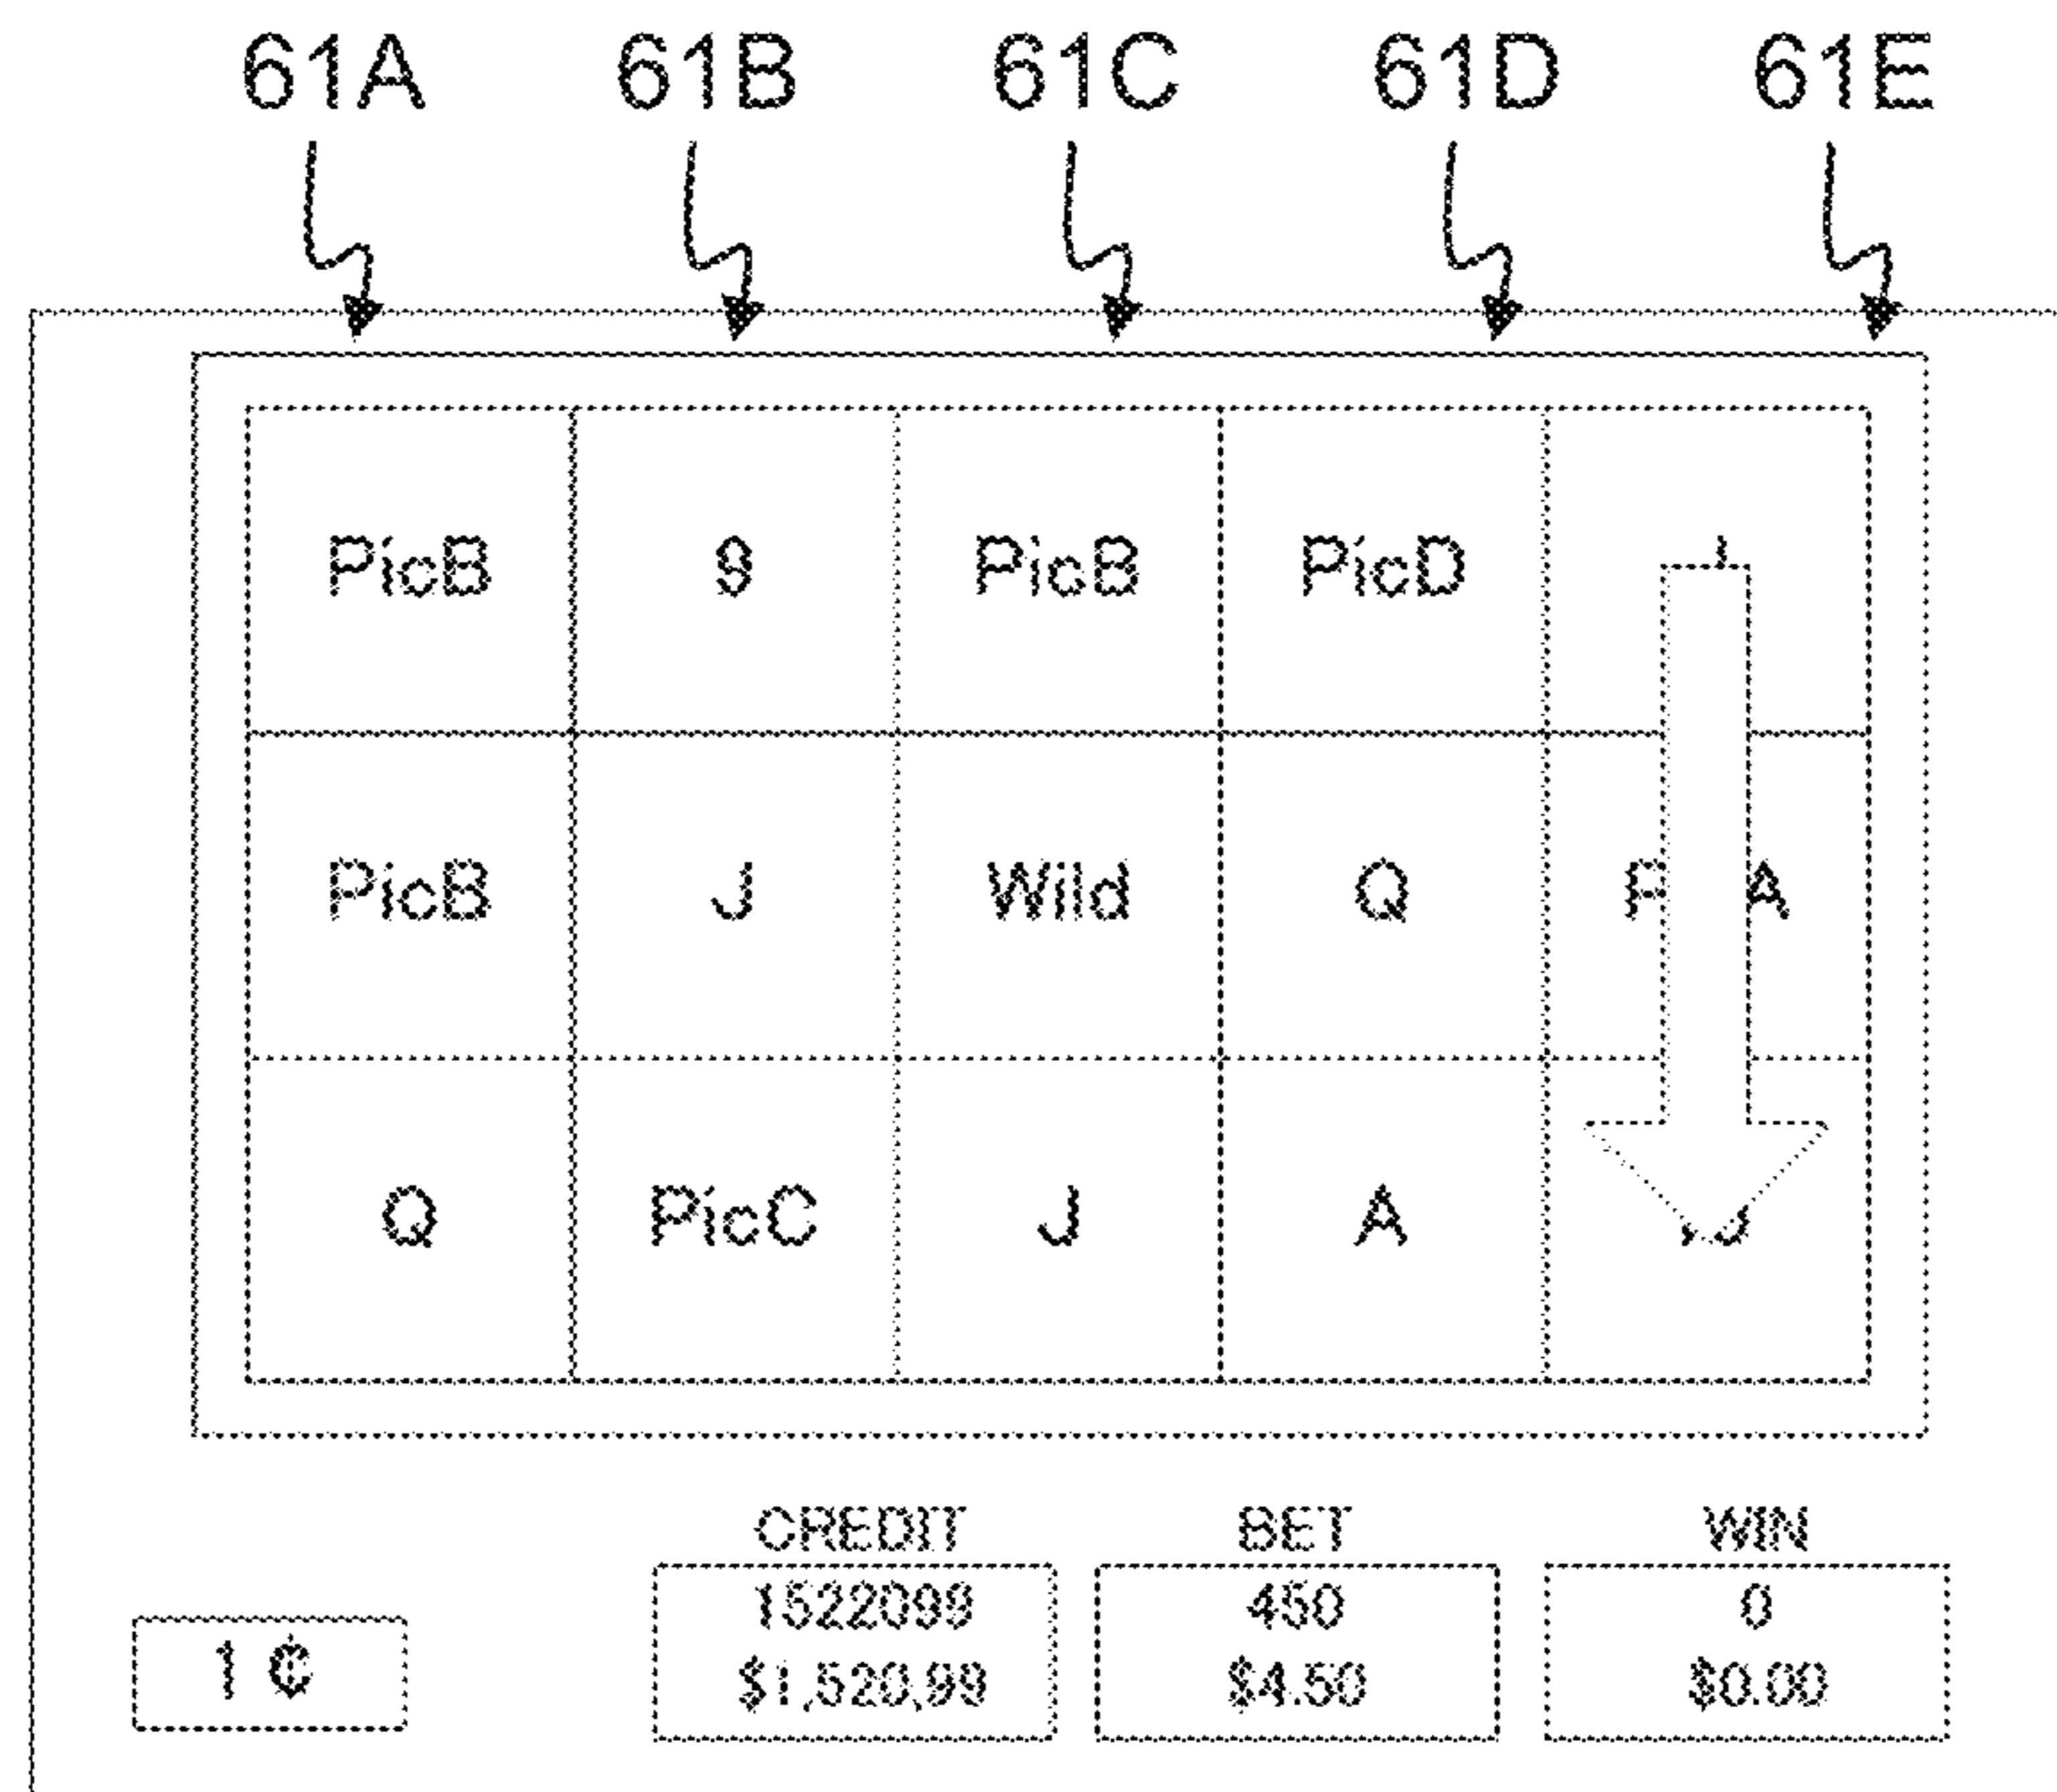 61A 61B 61C 61D 61E
PicB 9 PicB PicD
PicB J Wild Q
Q PicC J A
CREDIT BET WIN
1522099 450 0
1 ¢
$1,520.99 $4.50 $0.00